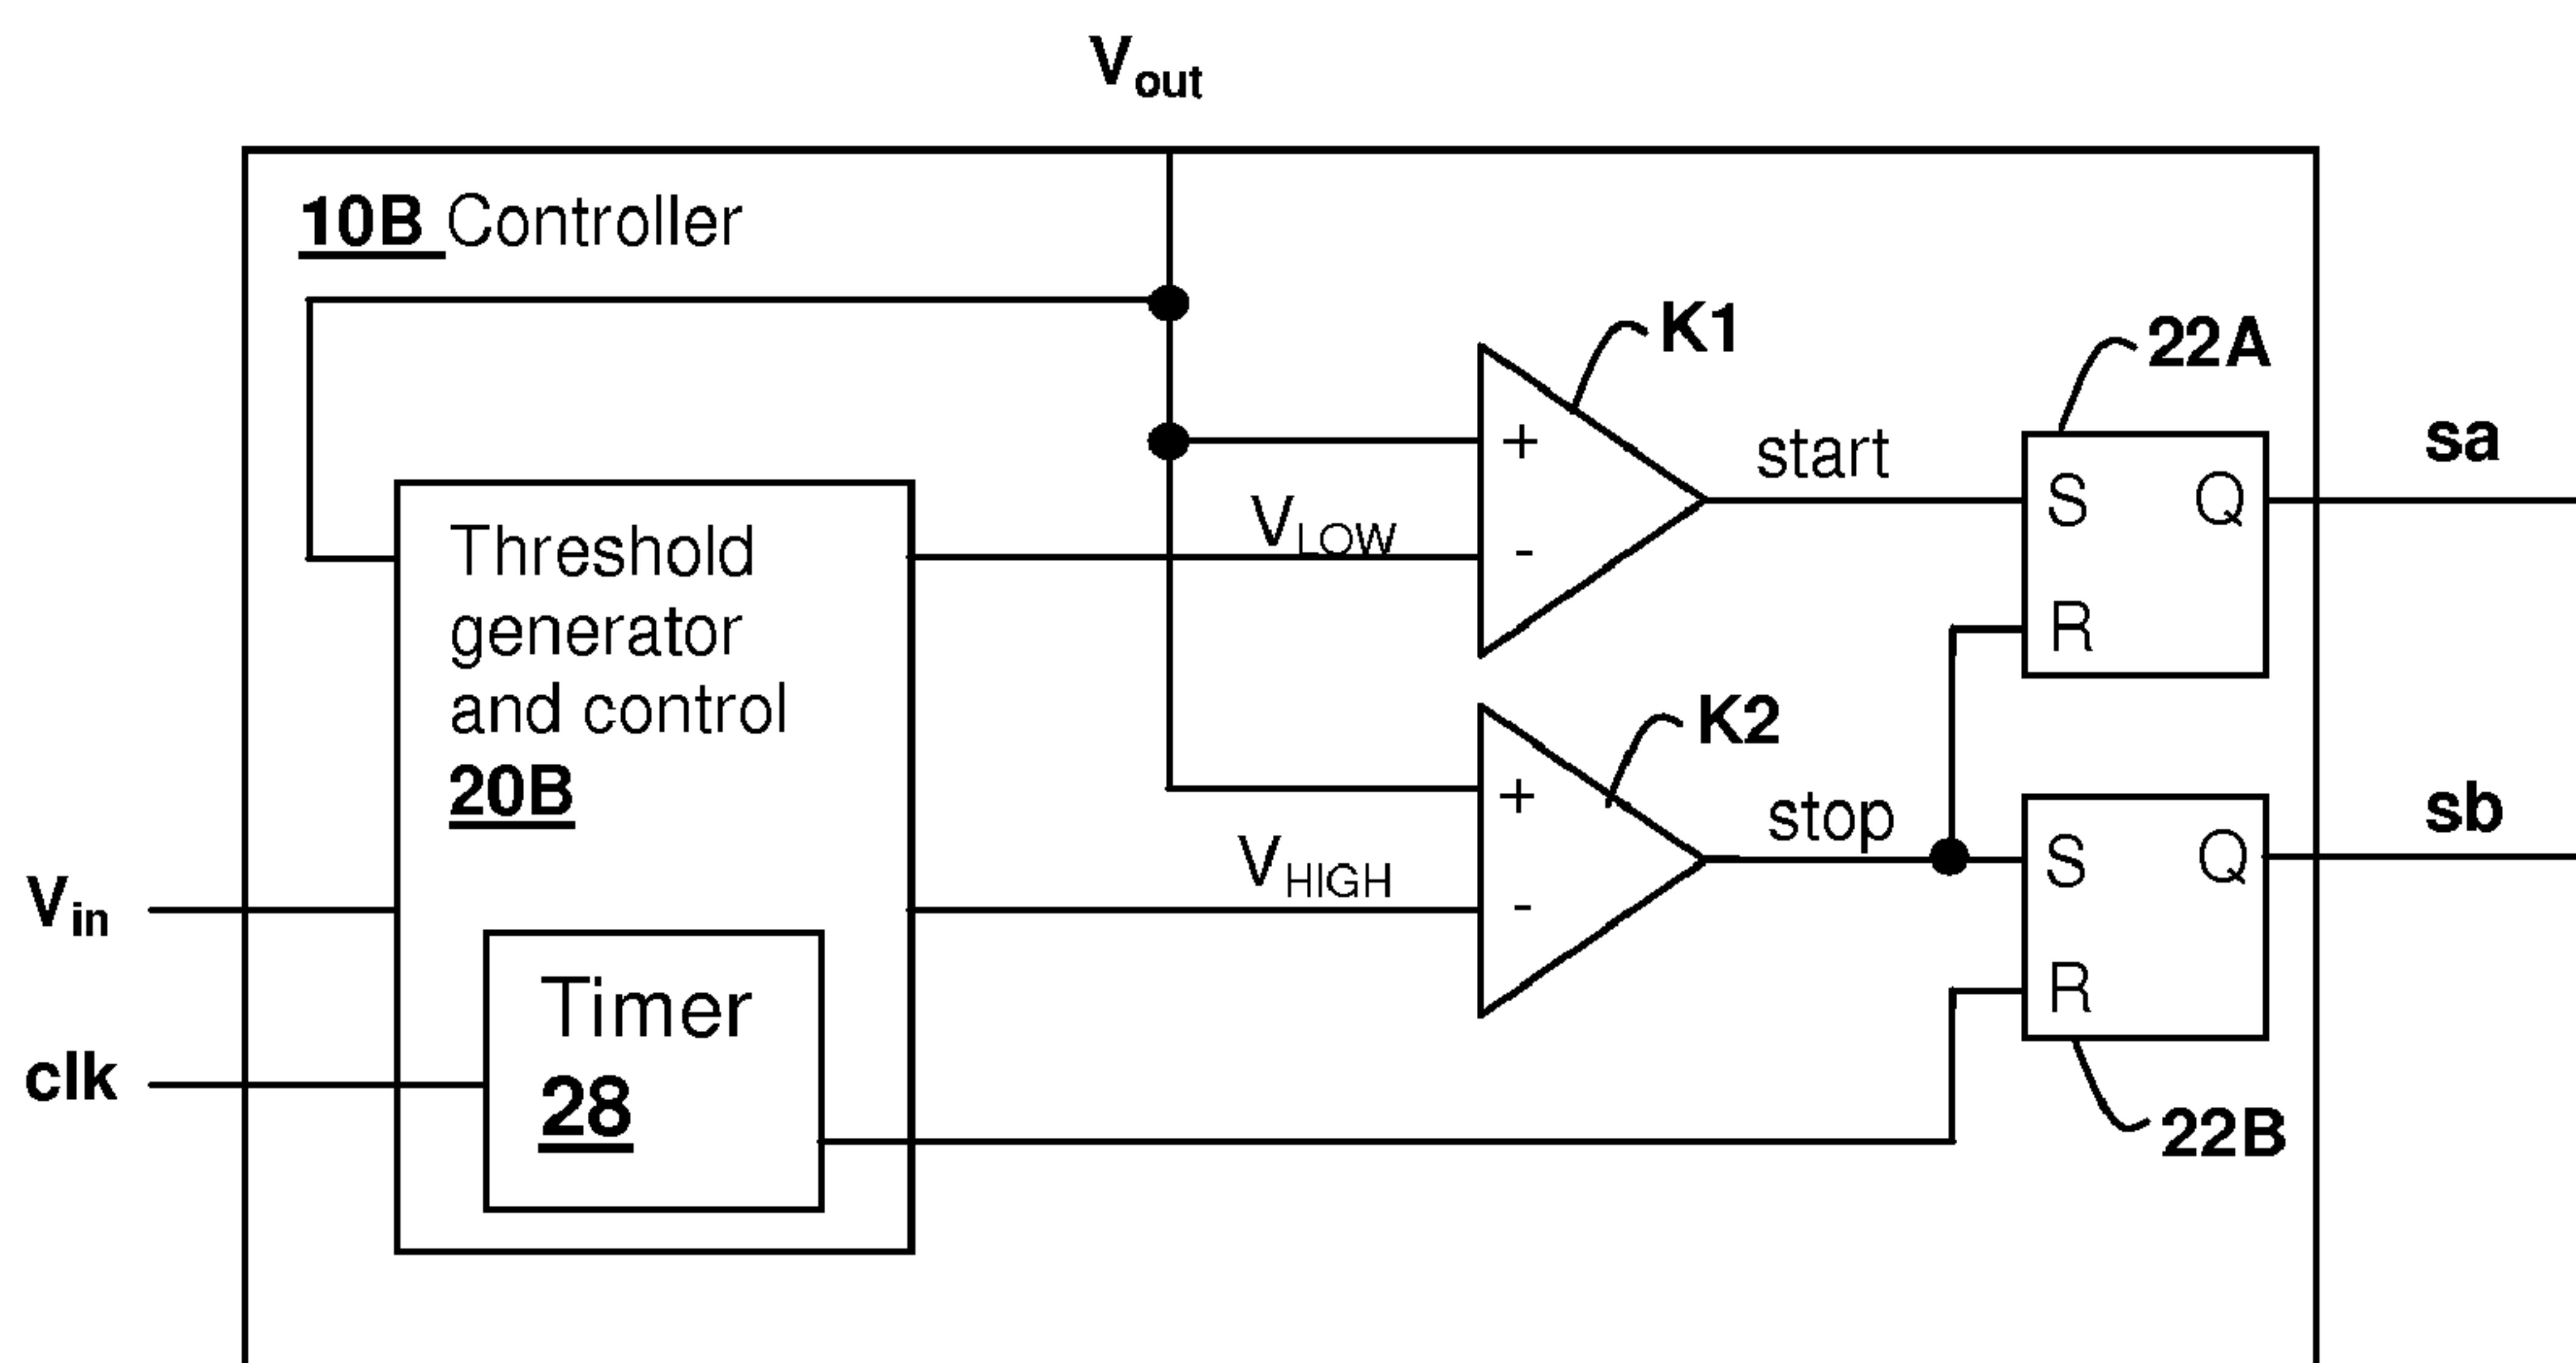 Vout
10B Controller
K1
22A
+
start
S
Q
sa
VLOW
-
Threshold
generator
and control
20B
R
K2
+
stop
S
Q
sb
VHIGH
-
Vin
R
Timer
28
clk
22B